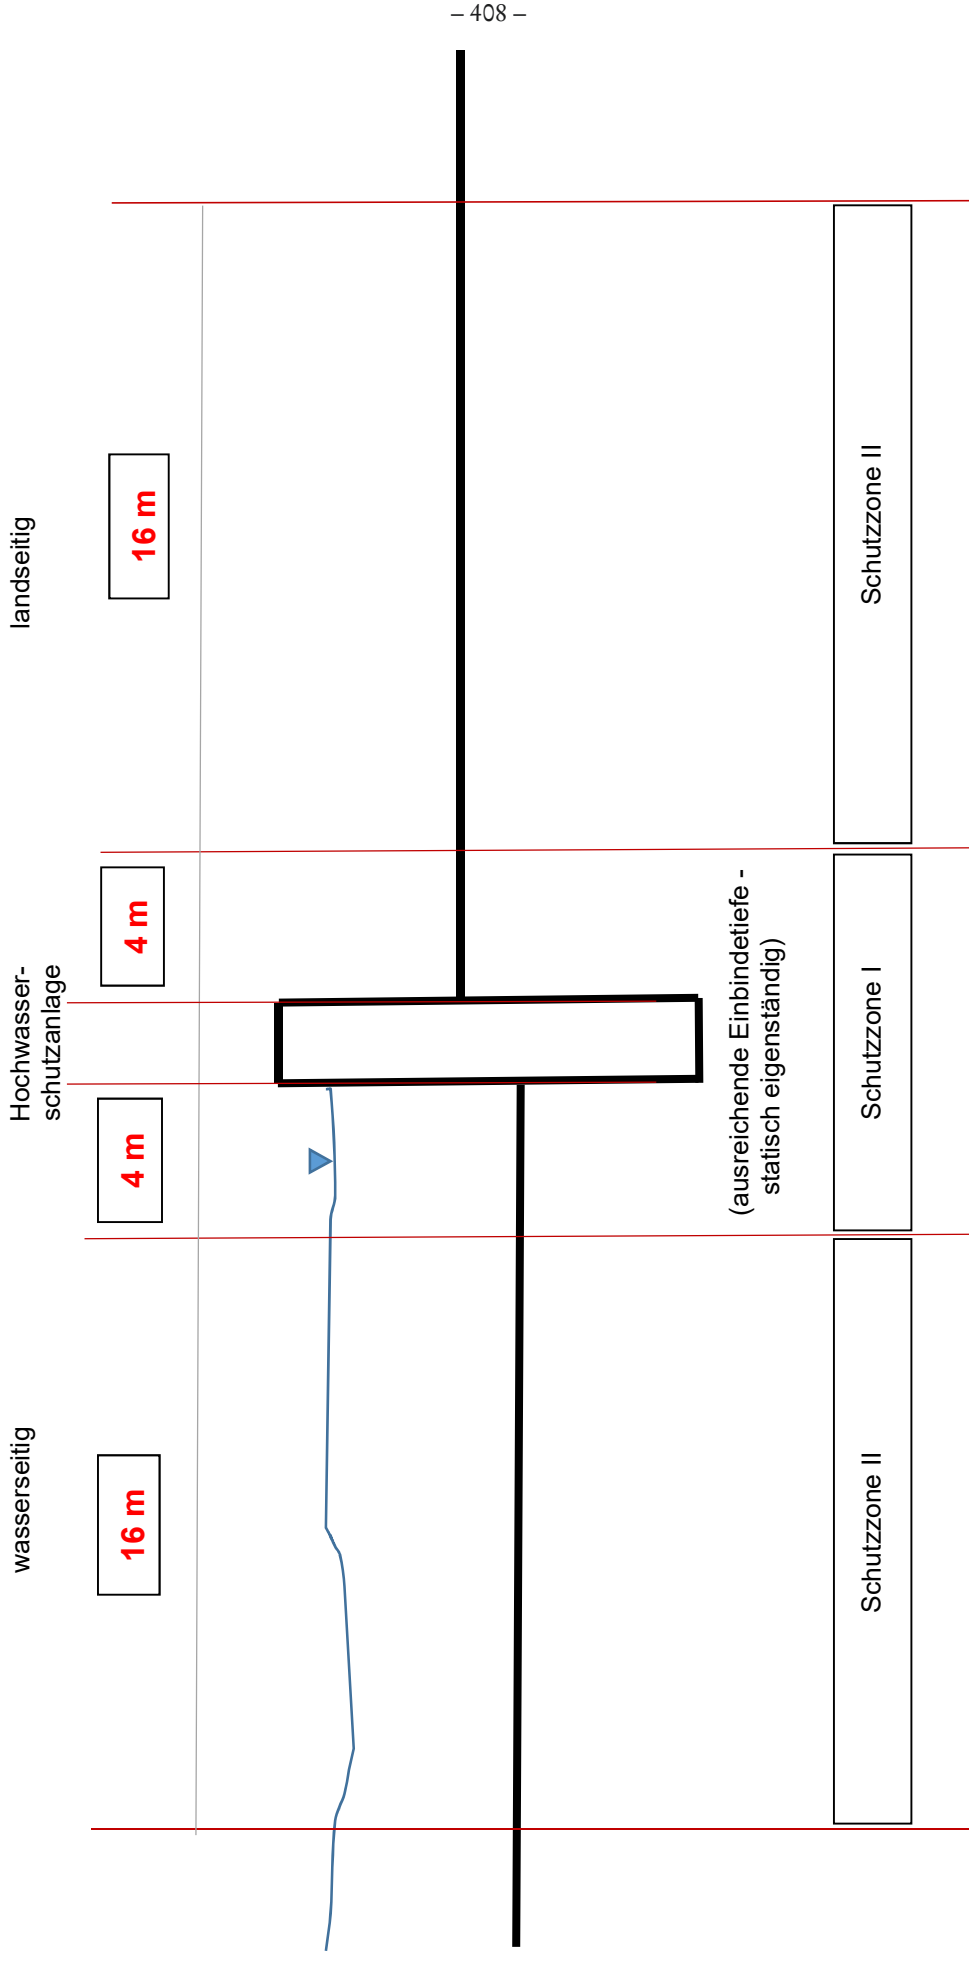 – 408 –
wasserseitig
Hochwasser-
schutzanlage
landseitig
16 m
4 m
4 m
16 m
(ausreichende Einbindetiefe -
statisch eigenständig)
Schutzzone II
Schutzzone I
Schutzzone II